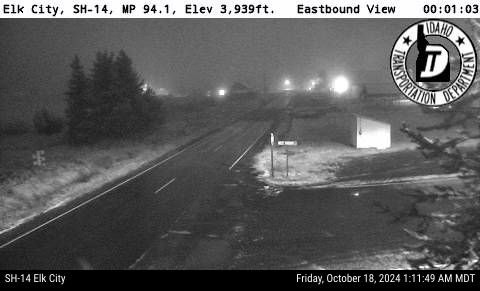 Elk City, SH-14, MP 94.1, Elev 3,939ft. Eastbound View 00:01:03
IDAHO
TRANSPORTATION DEPARTMENT
SH-14 Elk City Friday, October 18, 2024 1:11:49 AM MDT